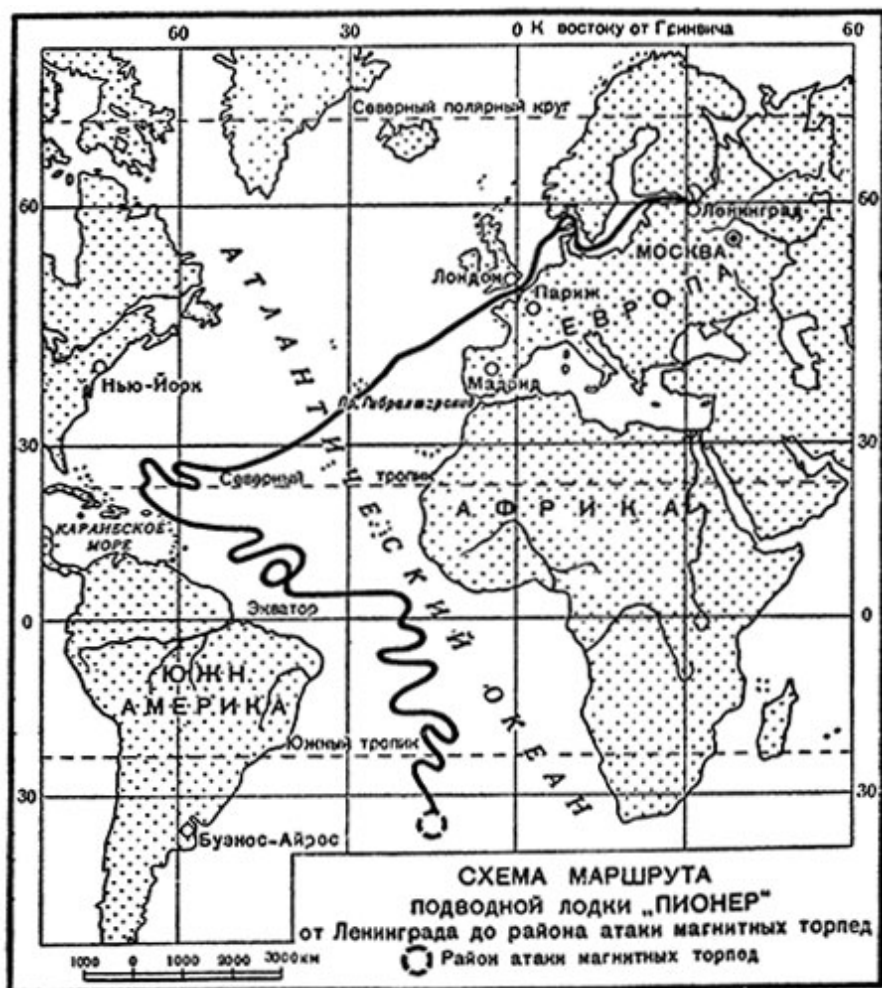 60 30 0 К востоку от Гринвича 60
Северный полярный круг
60 60
Ленинград
МОСКВА
Лондон
Париж
ЕВРОПА
АТЛАНТИЧЕСКИЙ ОКЕАН
Нью-Йорк
Мадрид
Пр. Гибралтарский
30 30
Северный тропик
АФРИКА
КАРАИБСКОЕ
МОРЕ
Экватор
0 0
ЮЖН.
АМЕРИКА
Южный тропик
30 30
Буэнос-Айрос
СХЕМА МАРШРУТА
ПОДВОДНОЙ ЛОДКИ „ПИОНЕР"
от Ленинграда до района атаки магнитных торпед
Район атаки магнитных торпед
1000 0 1000 2000 3000км